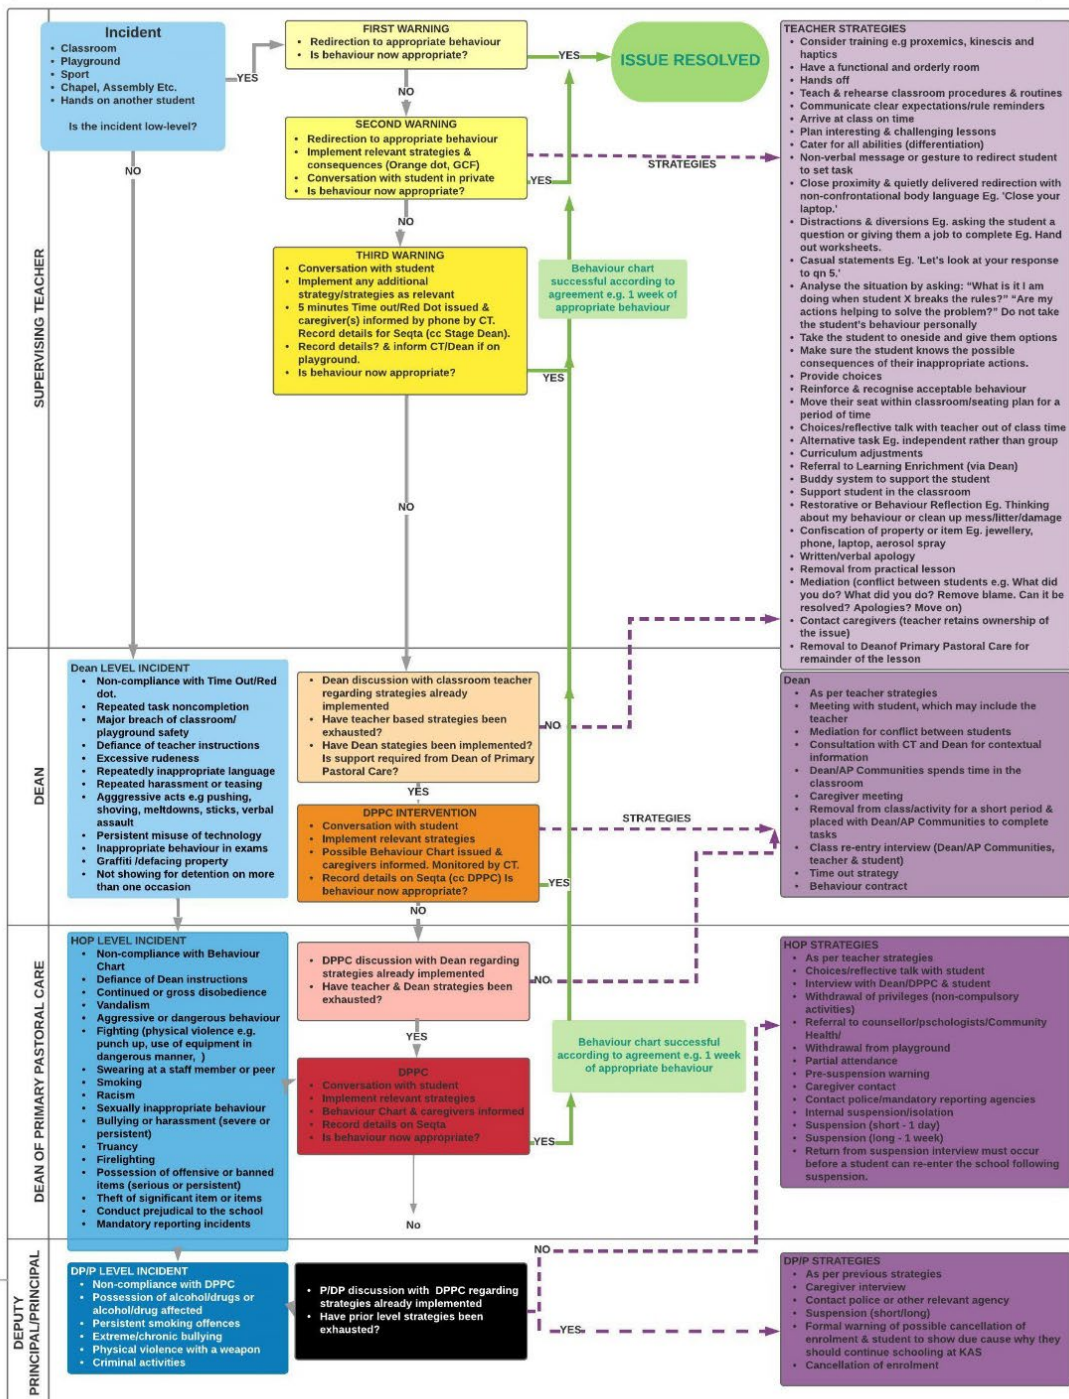 Incident
• Classroom
• Playground
• Sport
• Chapel, Assembly Etc.
• Hands on another student
Is the incident low-level?
YES
NO
FIRST WARNING
• Redirection to appropriate behaviour
• Is behaviour now appropriate?
YES
ISSUE RESOLVED
NO
SECOND WARNING
• Redirection to appropriate behaviour
• Implement relevant strategies &
consequences (Orange dot, GCF)
• Conversation with student in private
• Is behaviour now appropriate?
STRATEGIES
YES
NO
THIRD WARNING
• Conversation with student
• Implement any additional
strategy/strategies as relevant
• 5 minutes Time out/Red Dot issued &
caregiver(s) informed by phone by CT.
Record details for Seqta (cc Stage Dean).
• Record details? & inform CT/Dean if on
playground.
• Is behaviour now appropriate?
YES
NO
Behaviour chart
successful according to
agreement e.g. 1 week of
appropriate behaviour
SUPERVISING TEACHER
TEACHER STRATEGIES
• Consider training e.g proxemics, kinescis and
haptics
• Have a functional and orderly room
• Hands off
• Teach & rehearse classroom procedures & routines
• Communicate clear expectations/rule reminders
• Arrive at class on time
• Plan interesting & challenging lessons
• Cater for all abilities (differentiation)
• Non-verbal message or gesture to redirect student
to set task
• Close proximity & quietly delivered redirection with
non-confrontational body language Eg. 'Close your
laptop.'
• Distractions & diversions Eg. asking the student a
question or giving them a job to complete Eg. Hand
out worksheets.
• Casual statements Eg. 'Let's look at your response
to qn 5.'
• Analyse the situation by asking: "What is it I am
doing when student X breaks the rules?" "Are my
actions helping to solve the problem?" Do not take
the student's behaviour personally
• Take the student to oneside and give them options
• Make sure the student knows the possible
consequences of their inappropriate actions.
• Provide choices
• Reinforce & recognise acceptable behaviour
• Move their seat within classroom/seating plan for a
period of time
• Choices/reflective talk with teacher out of class time
• Alternative task Eg. independent rather than group
• Curriculum adjustments
• Referral to Learning Enrichment (via Dean)
• Buddy system to support the student
• Support student in the classroom
• Restorative or Behaviour Reflection Eg. Thinking
about my behaviour or clean up mess/litter/damage
• Confiscation of property or item Eg. jewellery,
phone, laptop, aerosol spray
• Written/verbal apology
• Removal from practical lesson
• Mediation (conflict between students e.g. What did
you do? What did you do? Remove blame. Can it be
resolved? Apologies? Move on)
• Contact caregivers (teacher retains ownership of
the issue)
• Removal to Deanof Primary Pastoral Care for
remainder of the lesson
DEAN
Dean LEVEL INCIDENT
• Non-compliance with Time Out/Red
dot.
• Repeated task noncompletion
• Major breach of classroom/
playground safety
• Defiance of teacher instructions
• Excessive rudeness
• Repeatedly inappropriate language
• Repeated harassment or teasing
• Agggressive acts e.g pushing,
shoving, meltdowns, sticks, verbal
assault
• Persistent misuse of technology
• Inappropriate behaviour in exams
• Graffiti /defacing property
• Not showing for detention on more
than one occasion
• Dean discussion with classroom teacher
regarding strategies already
implemented
• Have teacher based strategies been
exhausted?
• Have Dean stategies been implemented?
Is support required from Dean of Primary
Pastoral Care?
NO
YES
DPPC INTERVENTION
• Conversation with student
• Implement relevant strategies
• Possible Behaviour Chart issued &
caregivers informed. Monitored by CT.
• Record details on Seqta (cc DPPC) Is
behaviour now appropriate?
STRATEGIES
YES
NO
Dean
• As per teacher strategies
• Meeting with student, which may include the
teacher
• Mediation for conflict between students
• Consultation with CT and Dean for contextual
information
• Dean/AP Communities spends time in the
classroom
• Caregiver meeting
• Removal from class/activity for a short period &
placed with Dean/AP Communities to complete
tasks
• Class re-entry interview (Dean/AP Communities,
teacher & student)
• Time out strategy
• Behaviour contract
DEAN OF PRIMARY PASTORAL CARE
HOP LEVEL INCIDENT
• Non-compliance with Behaviour
Chart
• Defiance of Dean instructions
• Continued or gross disobedience
• Vandalism
• Aggressive or dangerous behaviour
• Fighting (physical violence e.g.
punch up, use of equipment in
dangerous manner, )
• Swearing at a staff member or peer
• Smoking
• Racism
• Sexually inappropriate behaviour
• Bullying or harassment (severe or
persistent)
• Truancy
• Firelighting
• Possession of offensive or banned
items (serious or persistent)
• Theft of significant item or items
• Conduct prejudicial to the school
• Mandatory reporting incidents
• DPPC discussion with Dean regarding
strategies already implemented
• Have teacher & Dean strategies been
exhausted?
NO
YES
DPPC
• Conversation with student
• Implement relevant strategies
• Behaviour Chart & caregivers informed
• Record details on Seqta
• Is behaviour now appropriate?
YES
No
Behaviour chart successful
according to agreement e.g. 1 week
of appropriate behaviour
HOP STRATEGIES
• As per teacher strategies
• Choices/reflective talk with student
• Interview with Dean/DPPC & student
• Withdrawal of privileges (non-compulsory
activities)
• Referral to counsellor/pschologists/Community
Health/
• Withdrawal from playground
• Partial attendance
• Pre-suspension warning
• Caregiver contact
• Contact police/mandatory reporting agencies
• Internal suspension/isolation
• Suspension (short - 1 day)
• Suspension (long - 1 week)
• Return from suspension interview must occur
before a student can re-enter the school following
suspension.
DEPUTY
PRINCIPAL/PRINCIPAL
DP/P LEVEL INCIDENT
• Non-compliance with DPPC
• Possession of alcohol/drugs or
alcohol/drug affected
• Persistent smoking offences
• Extreme/chronic bullying
• Physical violence with a weapon
• Criminal activities
• P/DP discussion with DPPC regarding
strategies already implemented
• Have prior level strategies been
exhausted?
NO
YES
DP/P STRATEGIES
• As per previous strategies
• Caregiver interview
• Contact police or other relevant agency
• Suspension (short/long)
• Formal warning of possible cancellation of
enrolment & student to show due cause why they
should continue schooling at KAS
• Cancellation of enrolment